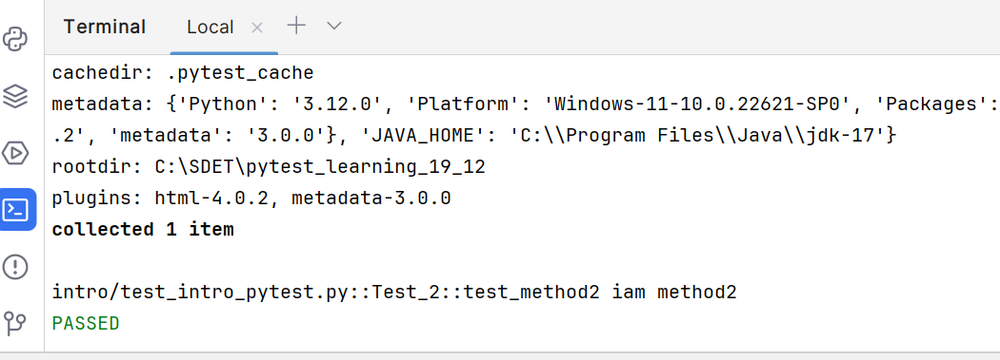 Terminal Local
cachedir: .pytest_cache
metadata: {'Python': '3.12.0', 'Platform': 'Windows-11-10.0.22621-SP0', 'Packages':
.2', 'metadata': '3.0.0'}, 'JAVA_HOME': 'C:\\Program Files\\Java\\jdk-17'}
rootdir: C:\SDET\pytest_learning_19_12
plugins: html-4.0.2, metadata-3.0.0
collected 1 item
intro/test_intro_pytest.py::Test_2::test_method2 iam method2
PASSED